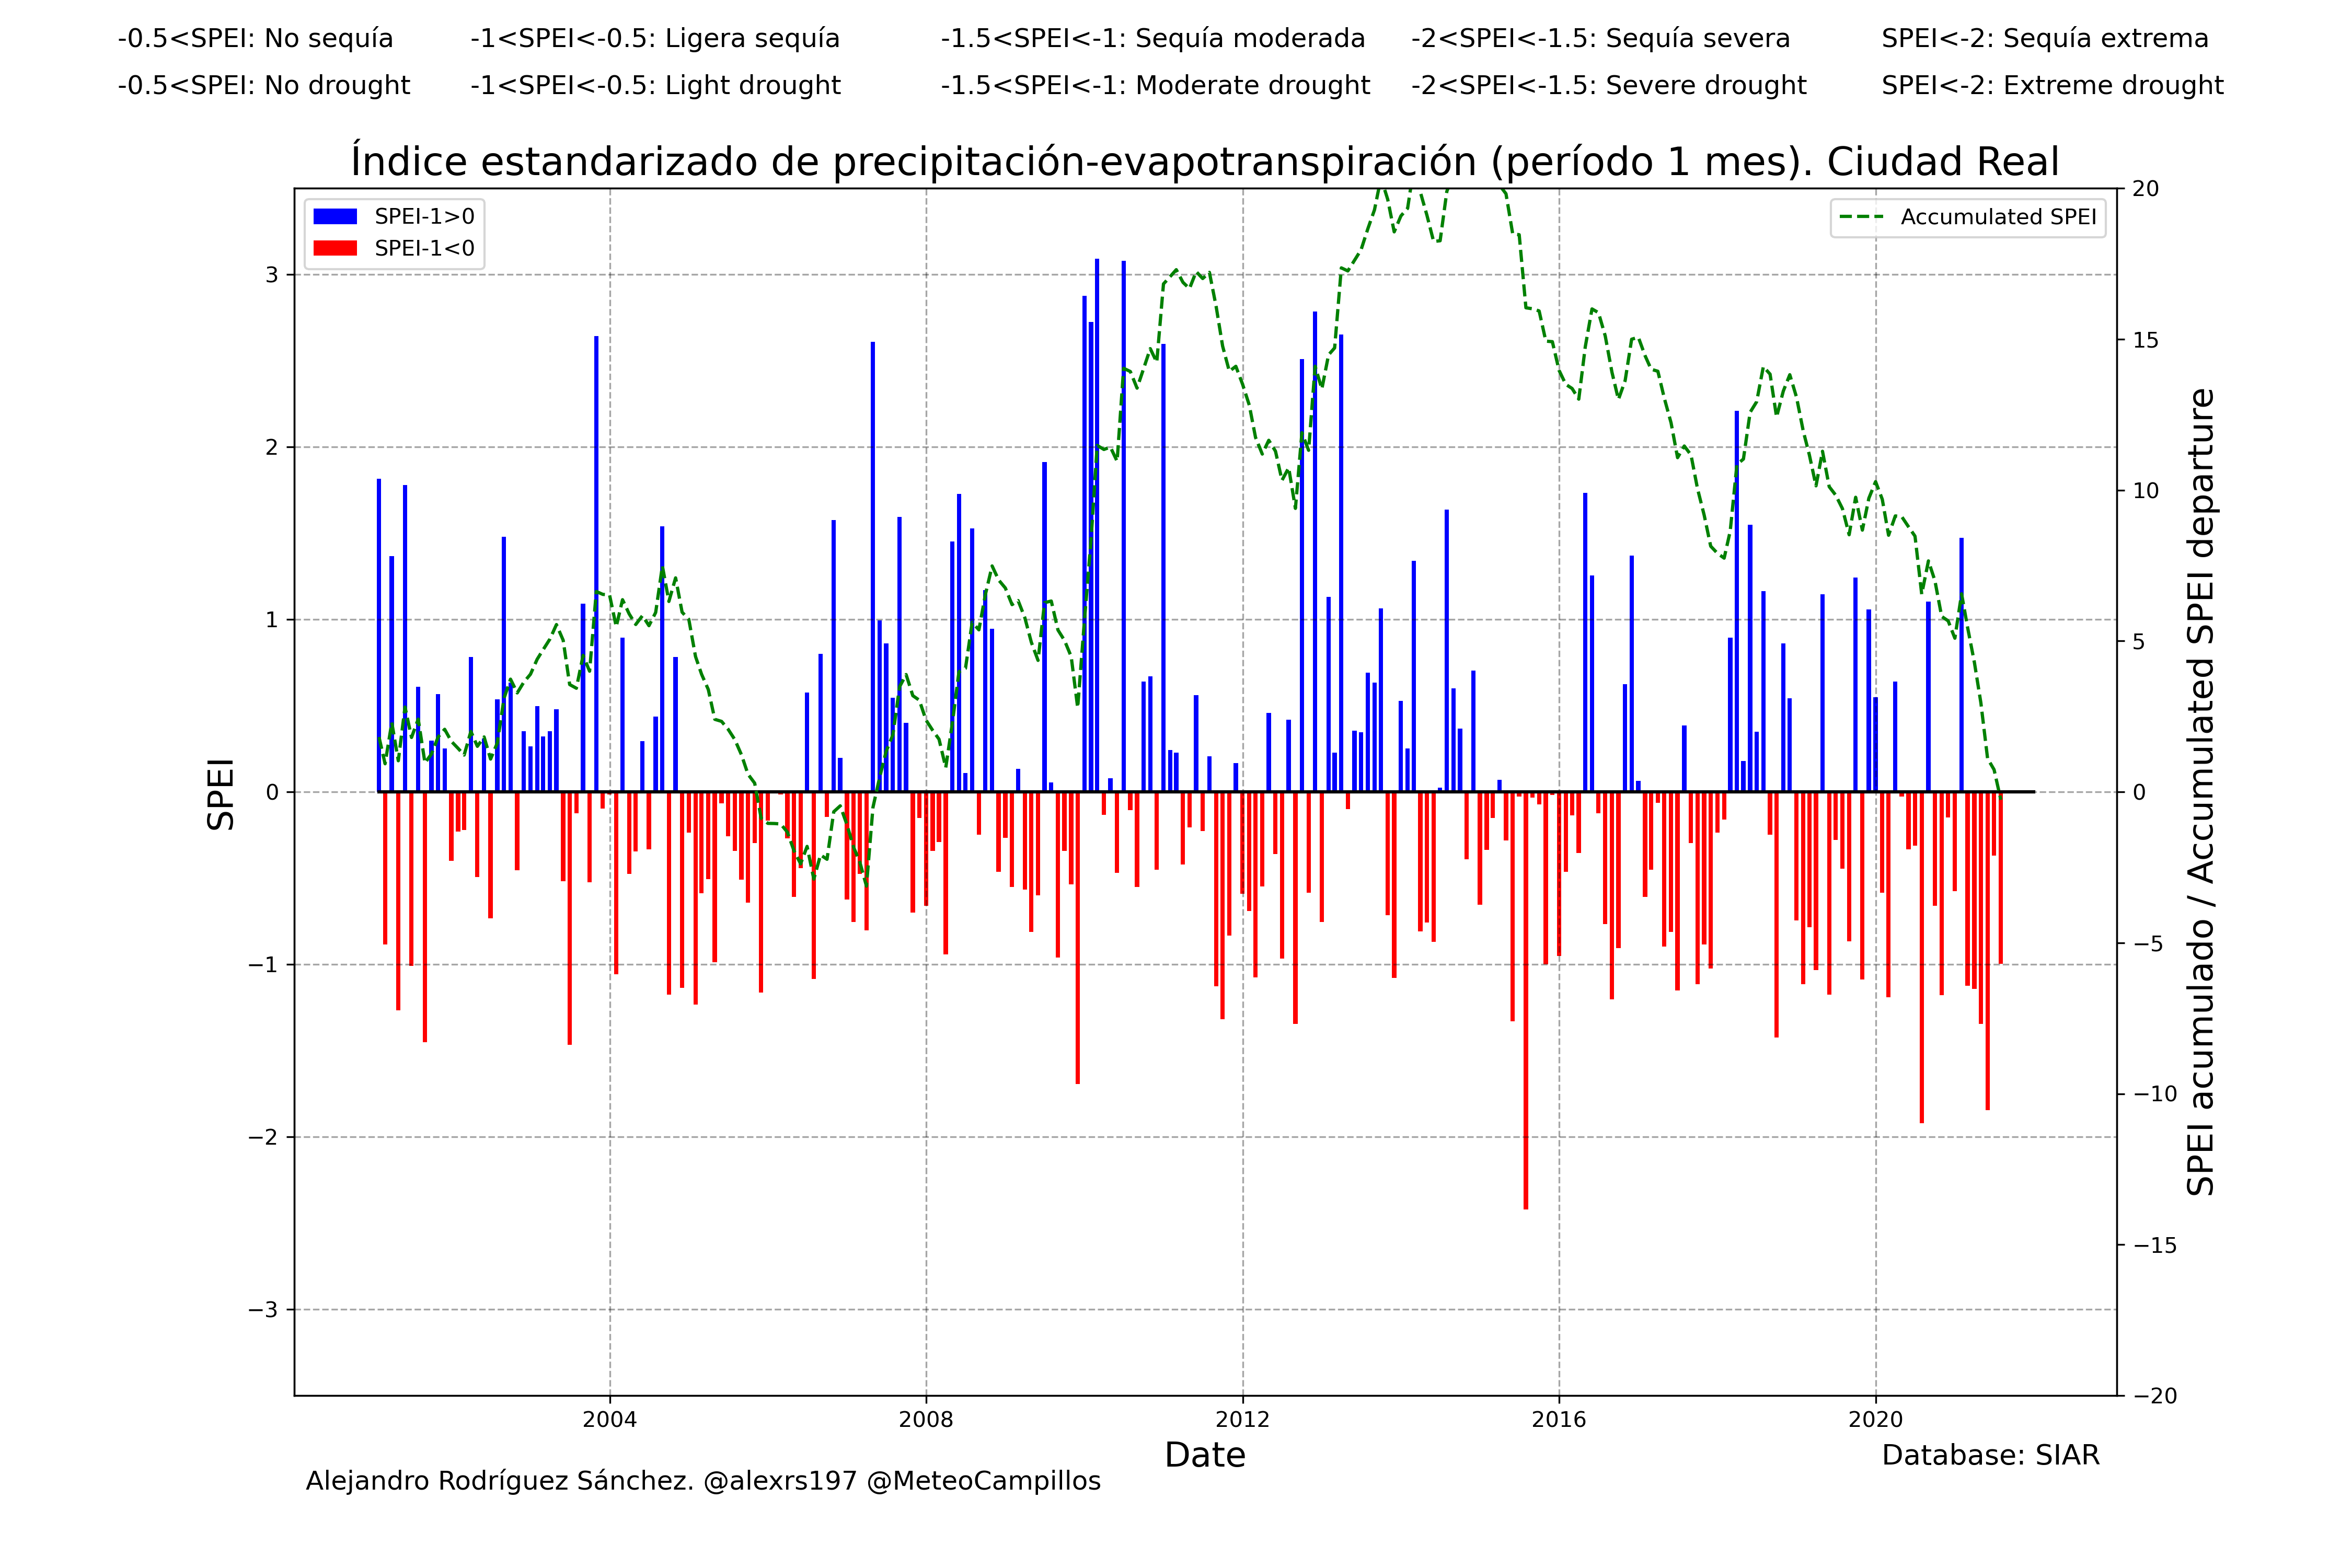 -0.5<SPEI: No sequía -1<SPEI<-0.5: Ligera sequía -1.5<SPEI<-1: Sequía moderada -2<SPEI<-1.5: Sequía severa SPEI<-2: Sequía extrema
-0.5<SPEI: No drought -1<SPEI<-0.5: Light drought -1.5<SPEI<-1: Moderate drought -2<SPEI<-1.5: Severe drought SPEI<-2: Extreme drought
Índice estandarizado de precipitación-evapotranspiración (período 1 mes). Ciudad Real
SPEI-1>0
SPEI-1<0
Accumulated SPEI
SPEI
3
2
1
0
−1
−2
−3
20
15
10
5
0
−5
−10
−15
−20
SPEI acumulado / Accumulated SPEI departure
2004 2008 2012 2016 2020
Date
Database: SIAR
Alejandro Rodríguez Sánchez. @alexrs197 @MeteoCampillos